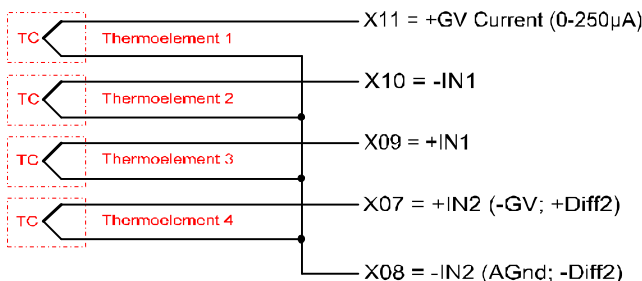 X11 = +GV Current (0-250µA)
TC Thermoelement 1
X10 = -IN1
TC Thermoelement 2
X09 = +IN1
TC Thermoelement 3
X07 = +IN2 (-GV; +Diff2)
TC Thermoelement 4
X08 = -IN2 (AGnd; -Diff2)